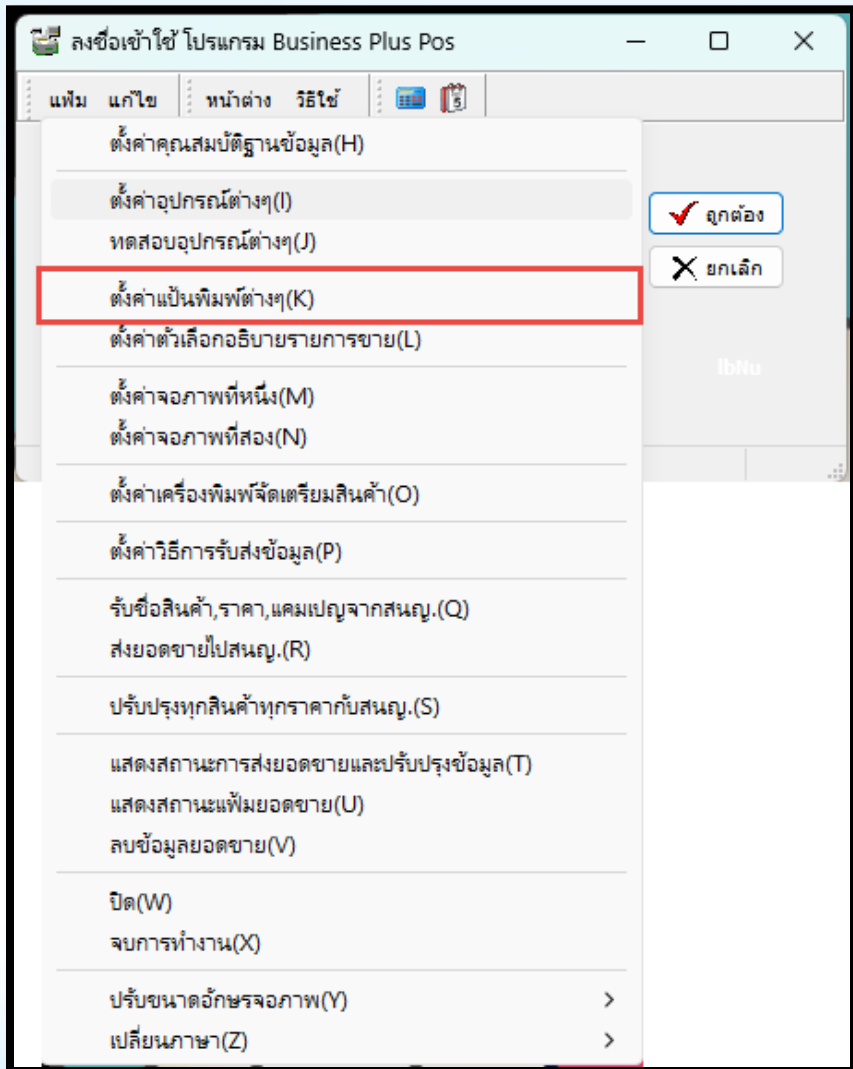 ลงชื่อเข้าใช้ โปรแกรม Business Plus Pos
แฟ้ม แก้ไข หน้าต่าง วิธีใช้
5
ตั้งค่าคุณสมบัติฐานข้อมูล(H)
ตั้งค่าอุปกรณ์ต่างๆ(I)
ถูกต้อง
ทดสอบอุปกรณ์ต่างๆ(J)
ยกเลิก
ตั้งค่าแป้นพิมพ์ต่างๆ(K)
ตั้งค่าตัวเลือกอธิบายรายการขาย(L)
ตั้งค่าจอภาพที่หนึ่ง(M)
ตั้งค่าจอภาพที่สอง(N)
ตั้งค่าเครื่องพิมพ์จัดเตรียมสินค้า(O)
ตั้งค่าวิธีการรับส่งข้อมูล(P)
รับชื่อสินค้า,ราคา,แคมเปญจากสนญ.(Q)
ส่งยอดขายไปสนญ.(R)
ปรับปรุงทุกสินค้าทุกราคากับสนญ.(S)
แสดงสถานะการส่งยอดขายและปรับปรุงข้อมูล(T)
แสดงสถานะแฟ้มยอดขาย(U)
ลบข้อมูลยอดขาย(V)
ปิด(W)
จบการทำงาน(X)
ปรับขนาดอักษรจอภาพ(Y)
เปลี่ยนภาษา(Z)